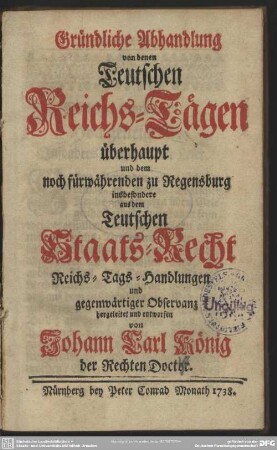 Gründliche Abhandlung
von denen
Teutschen
Reichs-Tägen
überhaupt
und dem
noch fürwährenden zu Regensburg
insbesondere
aus dem
Teutschen
Staats-Recht
Reichs-Tags-Handlungen
und
gegenwärtiger Observanz
hergeleitet und entworfen
von
Johann Carl König
der Rechten Doctor.
Nürnberg bey Peter Conrad Monath 1738.
DFG